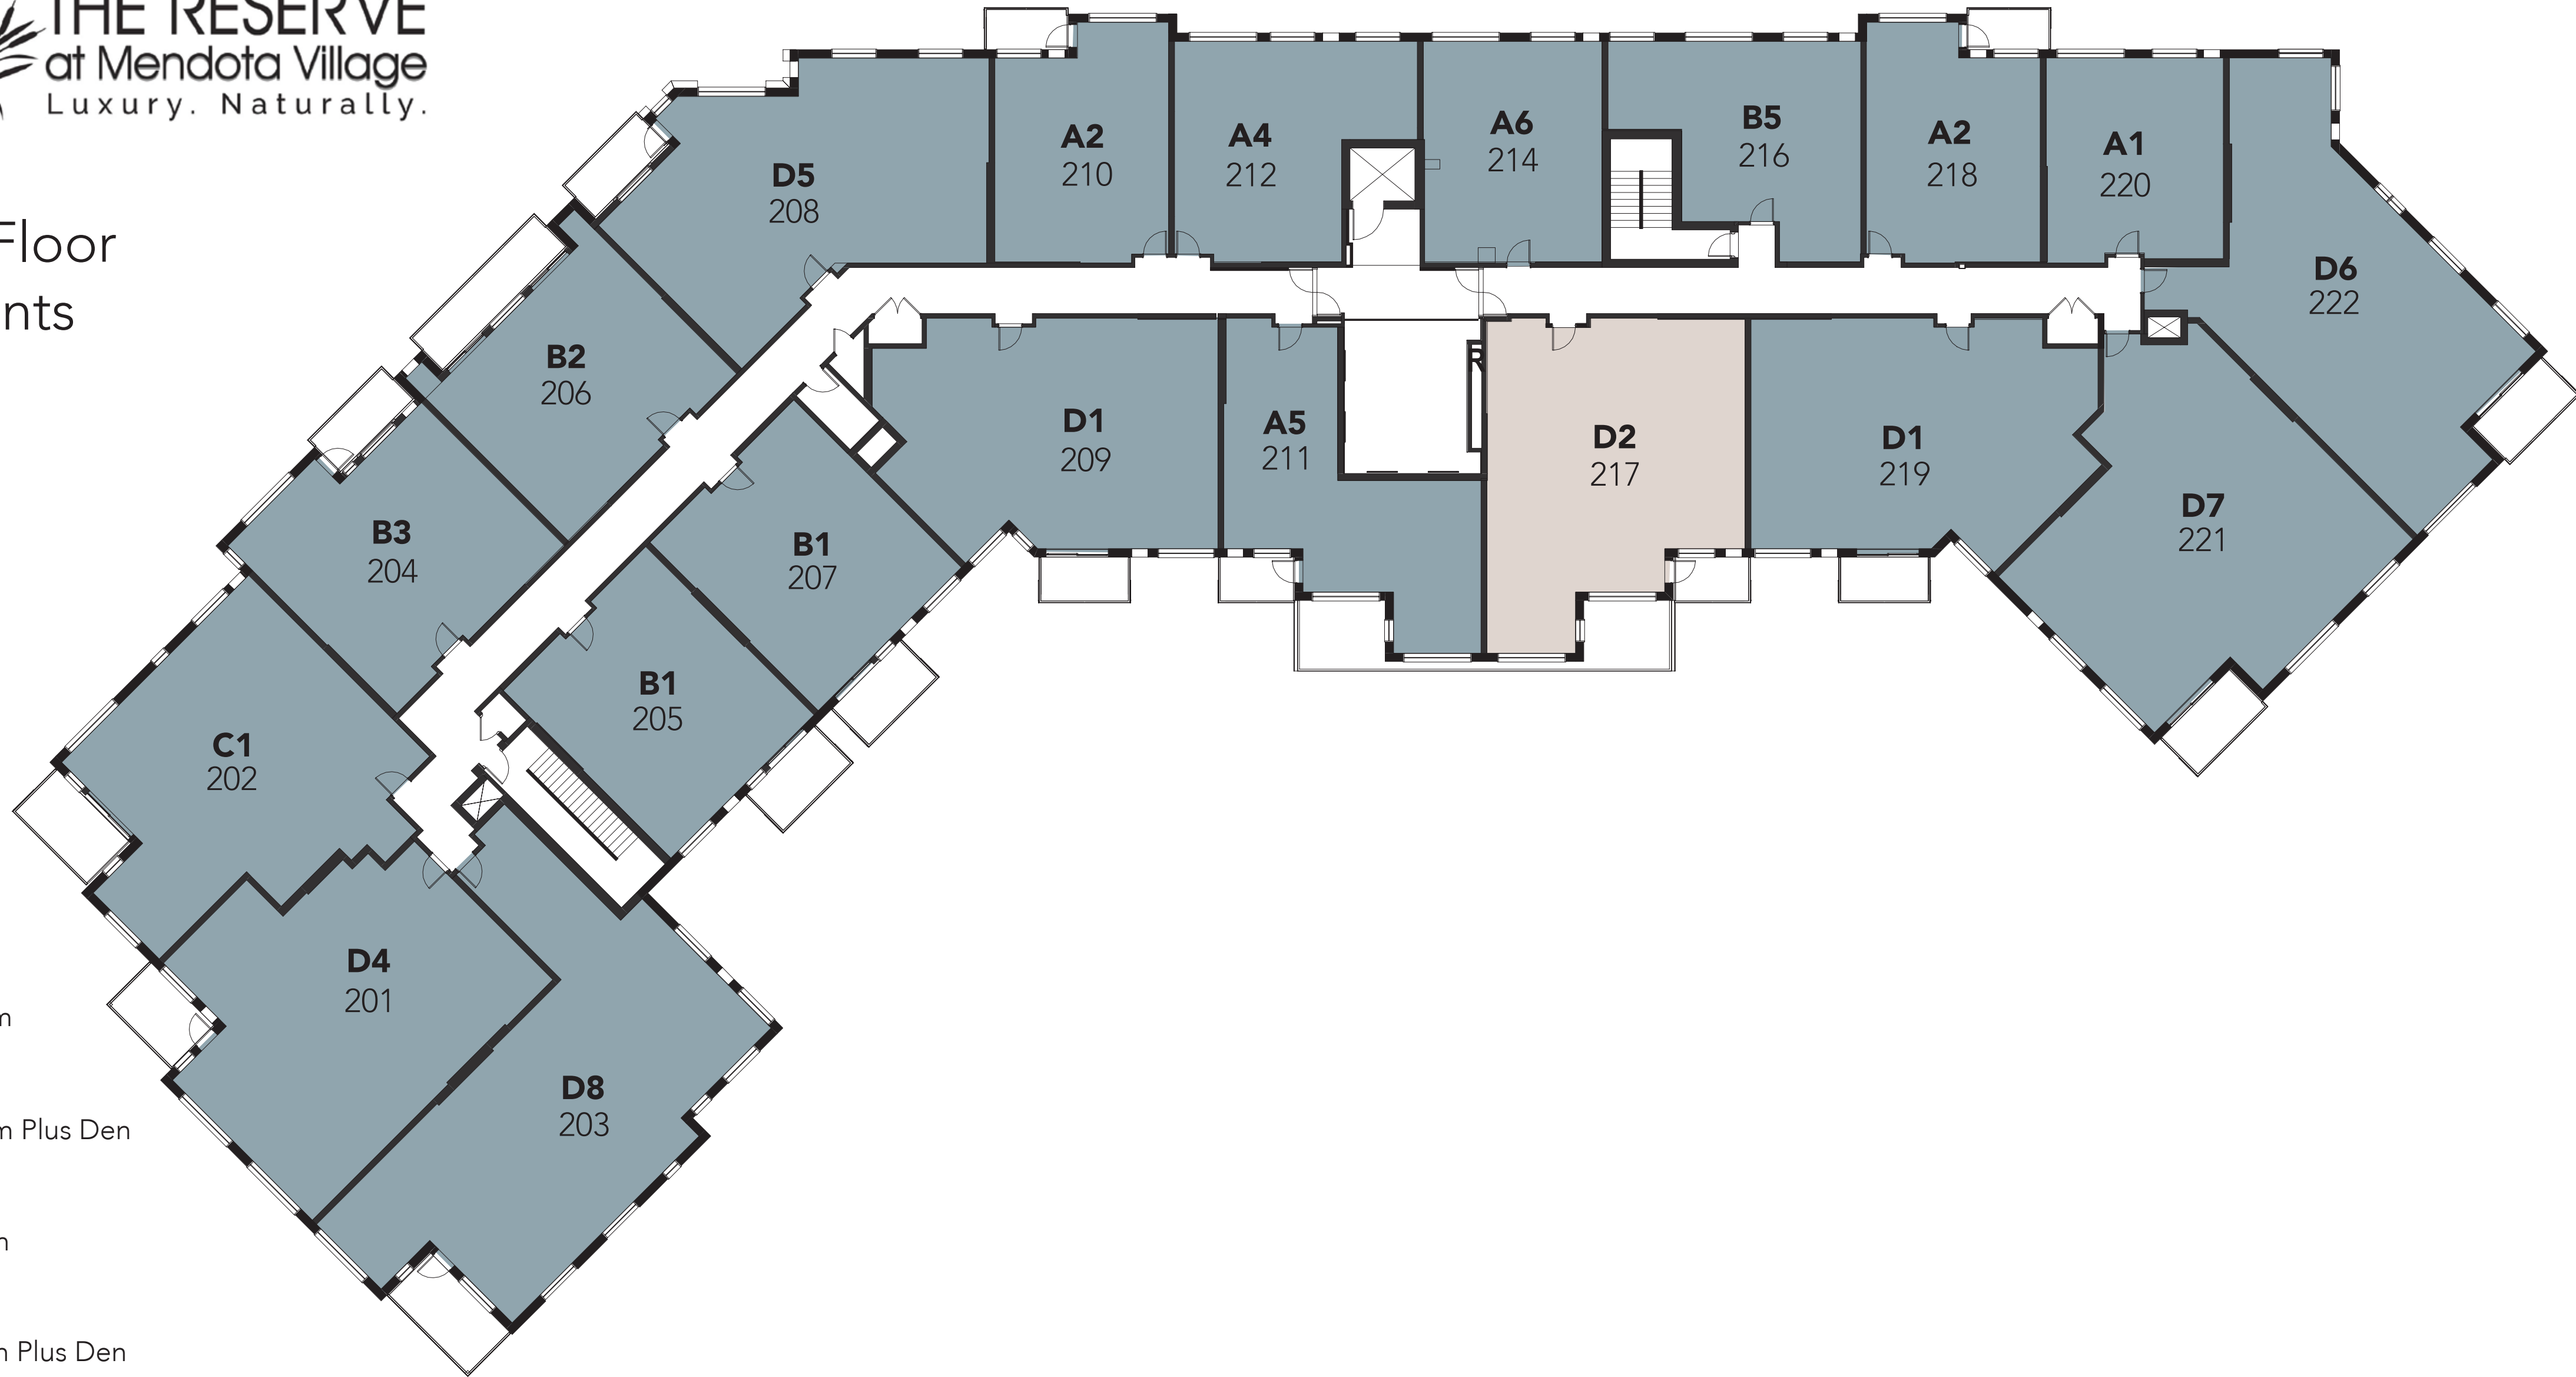 THE RESERVE
at Mendota Village
Luxury. Naturally.
Floor
nts
D5
208
A2
210
A4
212
A6
214
B5
216
A2
218
A1
220
D6
222
B2
206
D1
209
A5
211
R
D2
217
D1
219
D7
221
B3
204
B1
207
B1
205
C1
202
D4
201
D8
203
m
m Plus Den
m
m Plus Den